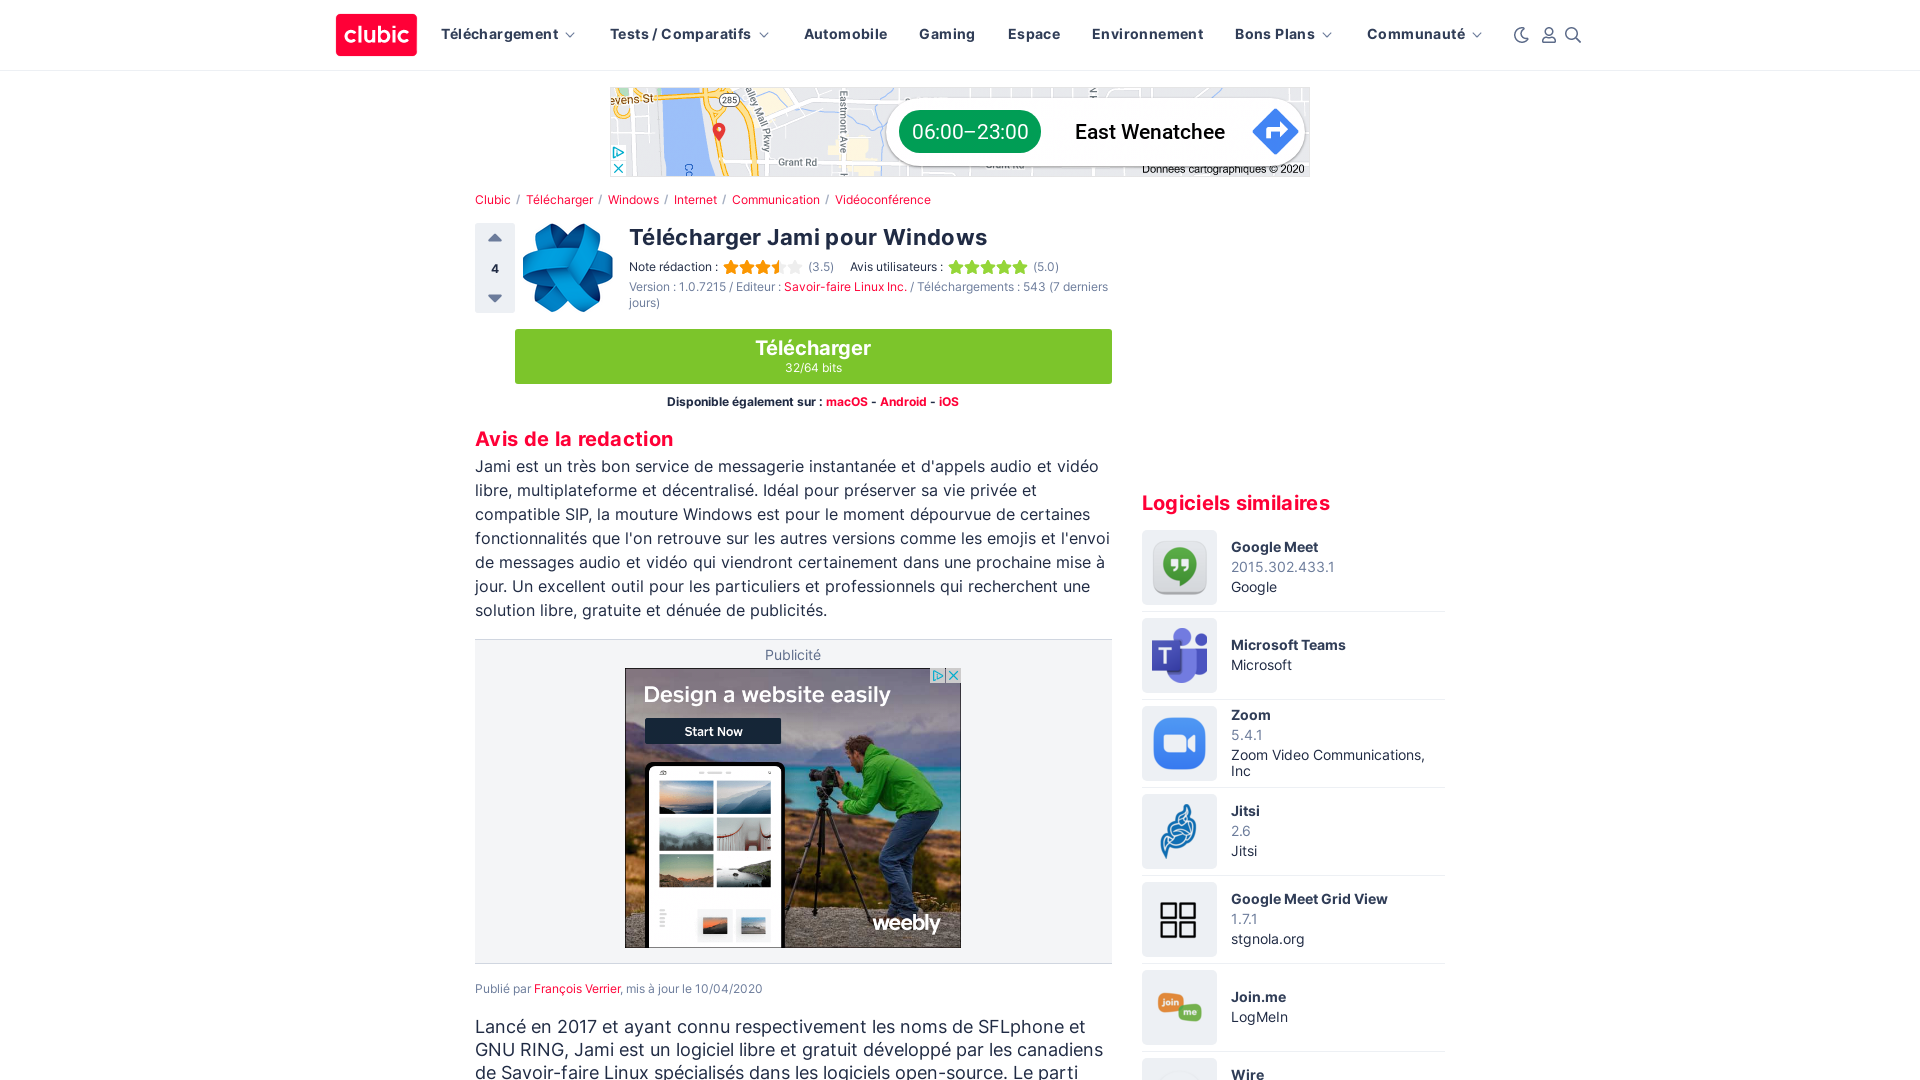 clubic
Téléchargement
Tests / Comparatifs
Automobile
Gaming
Espace
Environnement
Bons Plans
Communauté
evens St
285
alley Mall Pkwy
Eastmont Ave
Grant Rd
06:00–23:00
East Wenatchee
Données cartographiques © 2020
Clubic / Télécharger / Windows / Internet / Communication / Vidéoconférence
4
Télécharger Jami pour Windows
Note rédaction : (3.5) Avis utilisateurs : (5.0)
Version : 1.0.7215 / Editeur : Savoir-faire Linux Inc. / Téléchargements : 543 (7 derniers
jours)
Télécharger
32/64 bits
Disponible également sur : macOS - Android - iOS
Avis de la redaction
Jami est un très bon service de messagerie instantanée et d'appels audio et vidéo
libre, multiplateforme et décentralisé. Idéal pour préserver sa vie privée et
compatible SIP, la mouture Windows est pour le moment dépourvue de certaines
fonctionnalités que l'on retrouve sur les autres versions comme les emojis et l'envoi
de messages audio et vidéo qui viendront certainement dans une prochaine mise à
jour. Un excellent outil pour les particuliers et professionnels qui recherchent une
solution libre, gratuite et dénuée de publicités.
Publicité
Design a website easily
Start Now
weebly
Publié par François Verrier, mis à jour le 10/04/2020
Lancé en 2017 et ayant connu respectivement les noms de SFLphone et
GNU RING, Jami est un logiciel libre et gratuit développé par les canadiens
de Savoir-faire Linux spécialisés dans les logiciels open-source. Le parti
Logiciels similaires
Google Meet
2015.302.433.1
Google
Microsoft Teams
Microsoft
Zoom
5.4.1
Zoom Video Communications,
Inc
Jitsi
2.6
Jitsi
Google Meet Grid View
1.7.1
stgnola.org
join
me
Join.me
LogMeIn
Wire